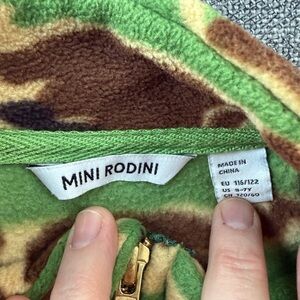 MINI RODINI
MADE IN
CHINA
EU 116/122
US 6-7Y
CN 120/60